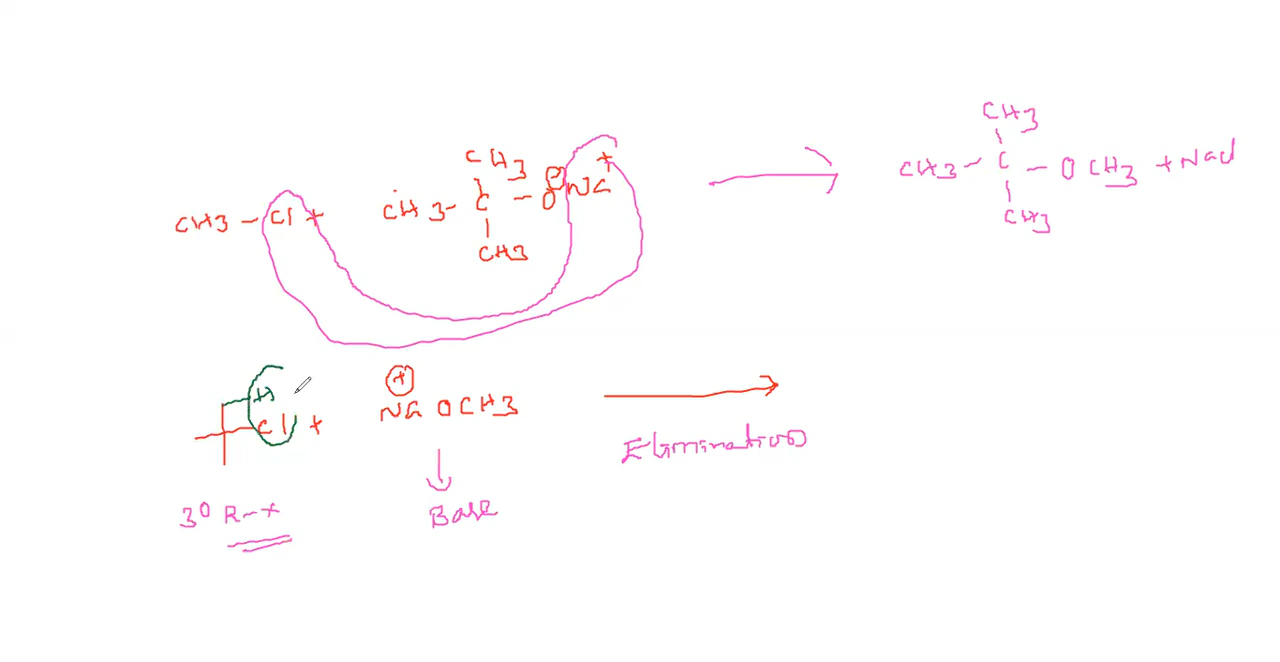 CH3
CH3 - C - OCH3 + NaCl
CH3
CH3
CH3 - Cl + CH3 - C - O⊖ Na+
CH3
H
Cl + Na⊕ OCH3
Elimination
3° R-X
Base